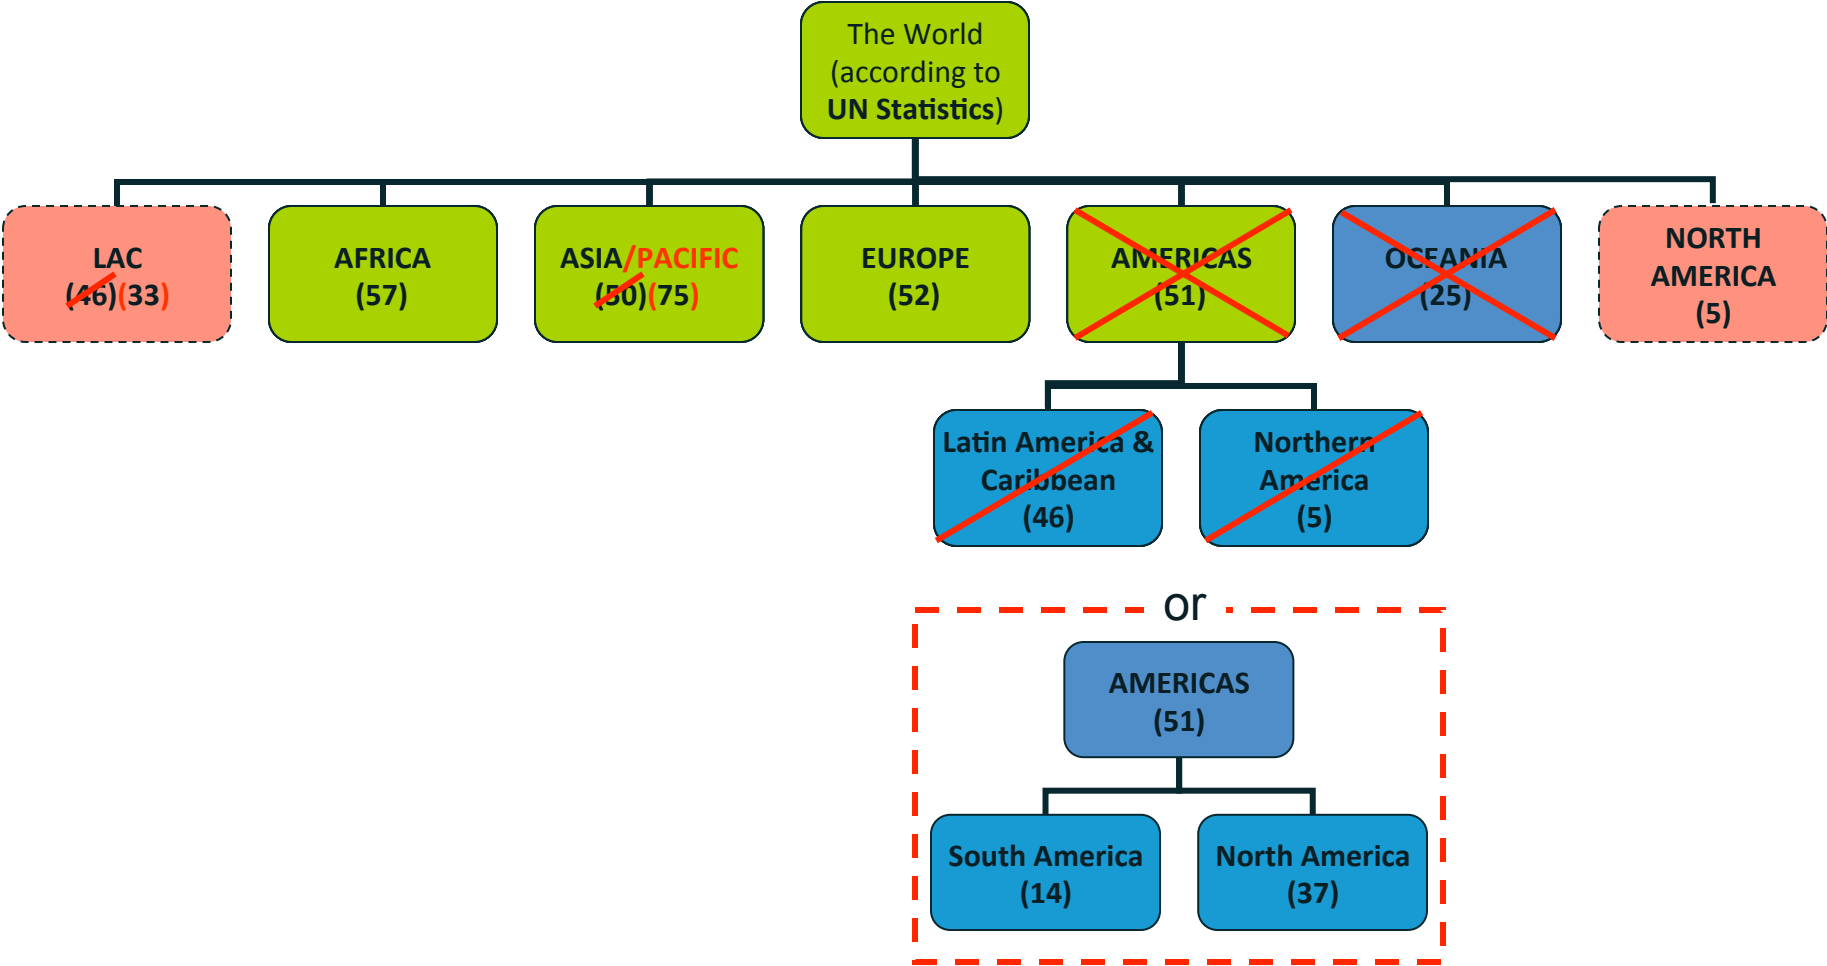 The World
(according to
UN Statistics)
LAC
(46)(33)
AFRICA
(57)
ASIA/PACIFIC
(50)(75)
EUROPE
(52)
AMERICAS
(51)
OCEANIA
(25)
NORTH
AMERICA
(5)
Latin America &
Caribbean
(46)
Northern
America
(5)
or
AMERICAS
(51)
South America
(14)
North America
(37)